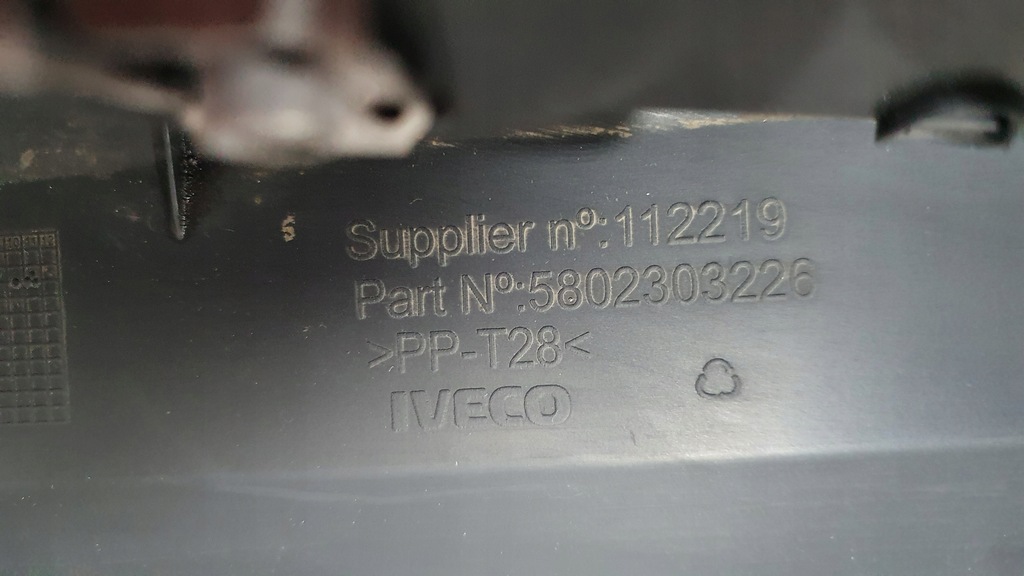 Supplier nº:112219
Part Nº:5802303226
>PP-T28<
IVECO